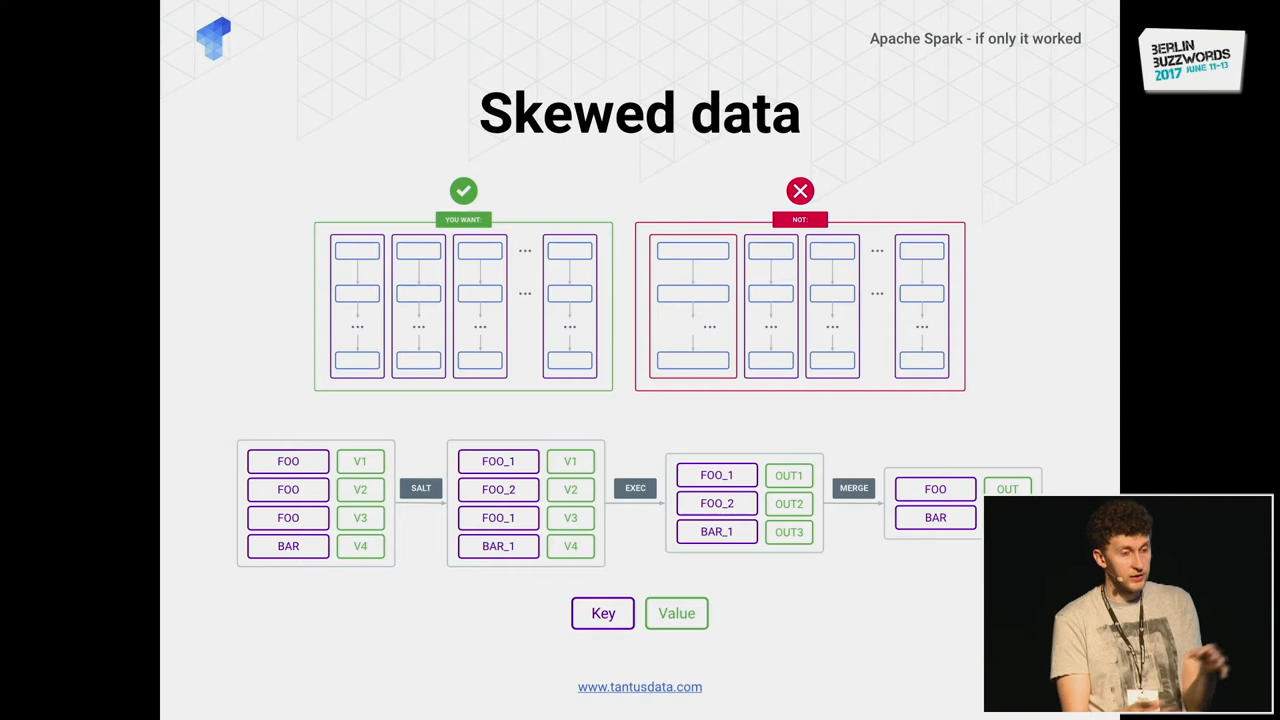 Apache Spark - if only it worked
BERLIN
BUZZWORDS
2017 JUNE 11-13
Skewed data
YOU WANT:
NOT:
...
...
...
...
... ... ... ...
... ... ... ...
FOO V1
FOO V2
FOO V3
BAR V4
SALT
FOO_1 V1
FOO_2 V2
FOO_1 V3
BAR_1 V4
EXEC
FOO_1 OUT1
FOO_2 OUT2
BAR_1 OUT3
MERGE
FOO OUT
BAR
Key Value
www.tantusdata.com